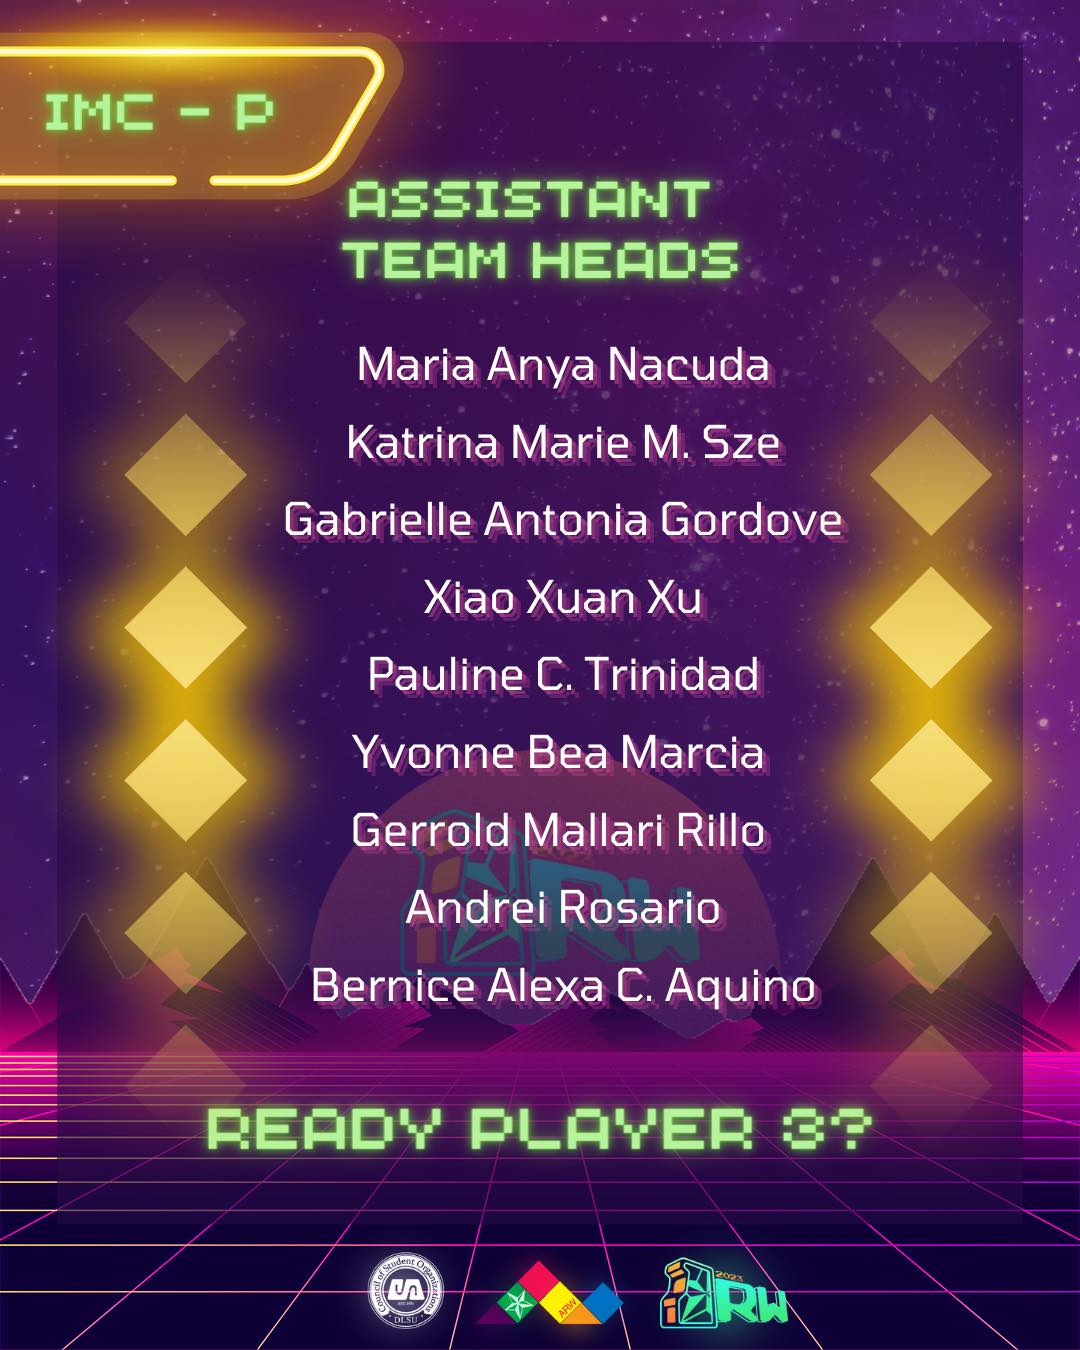 IMC - P
ASSISTANT
TEAM HEADS
Maria Anya Nacuda
Katrina Marie M. Sze
Gabrielle Antonia Gordove
Xiao Xuan Xu
Pauline C. Trinidad
Yvonne Bea Marcia
Gerrold Mallari Rillo
Andrei Rosario
Bernice Alexa C. Aquino
READY PLAYER 3?
Council of Student Organizations
DLSU
ARW
2023
RW